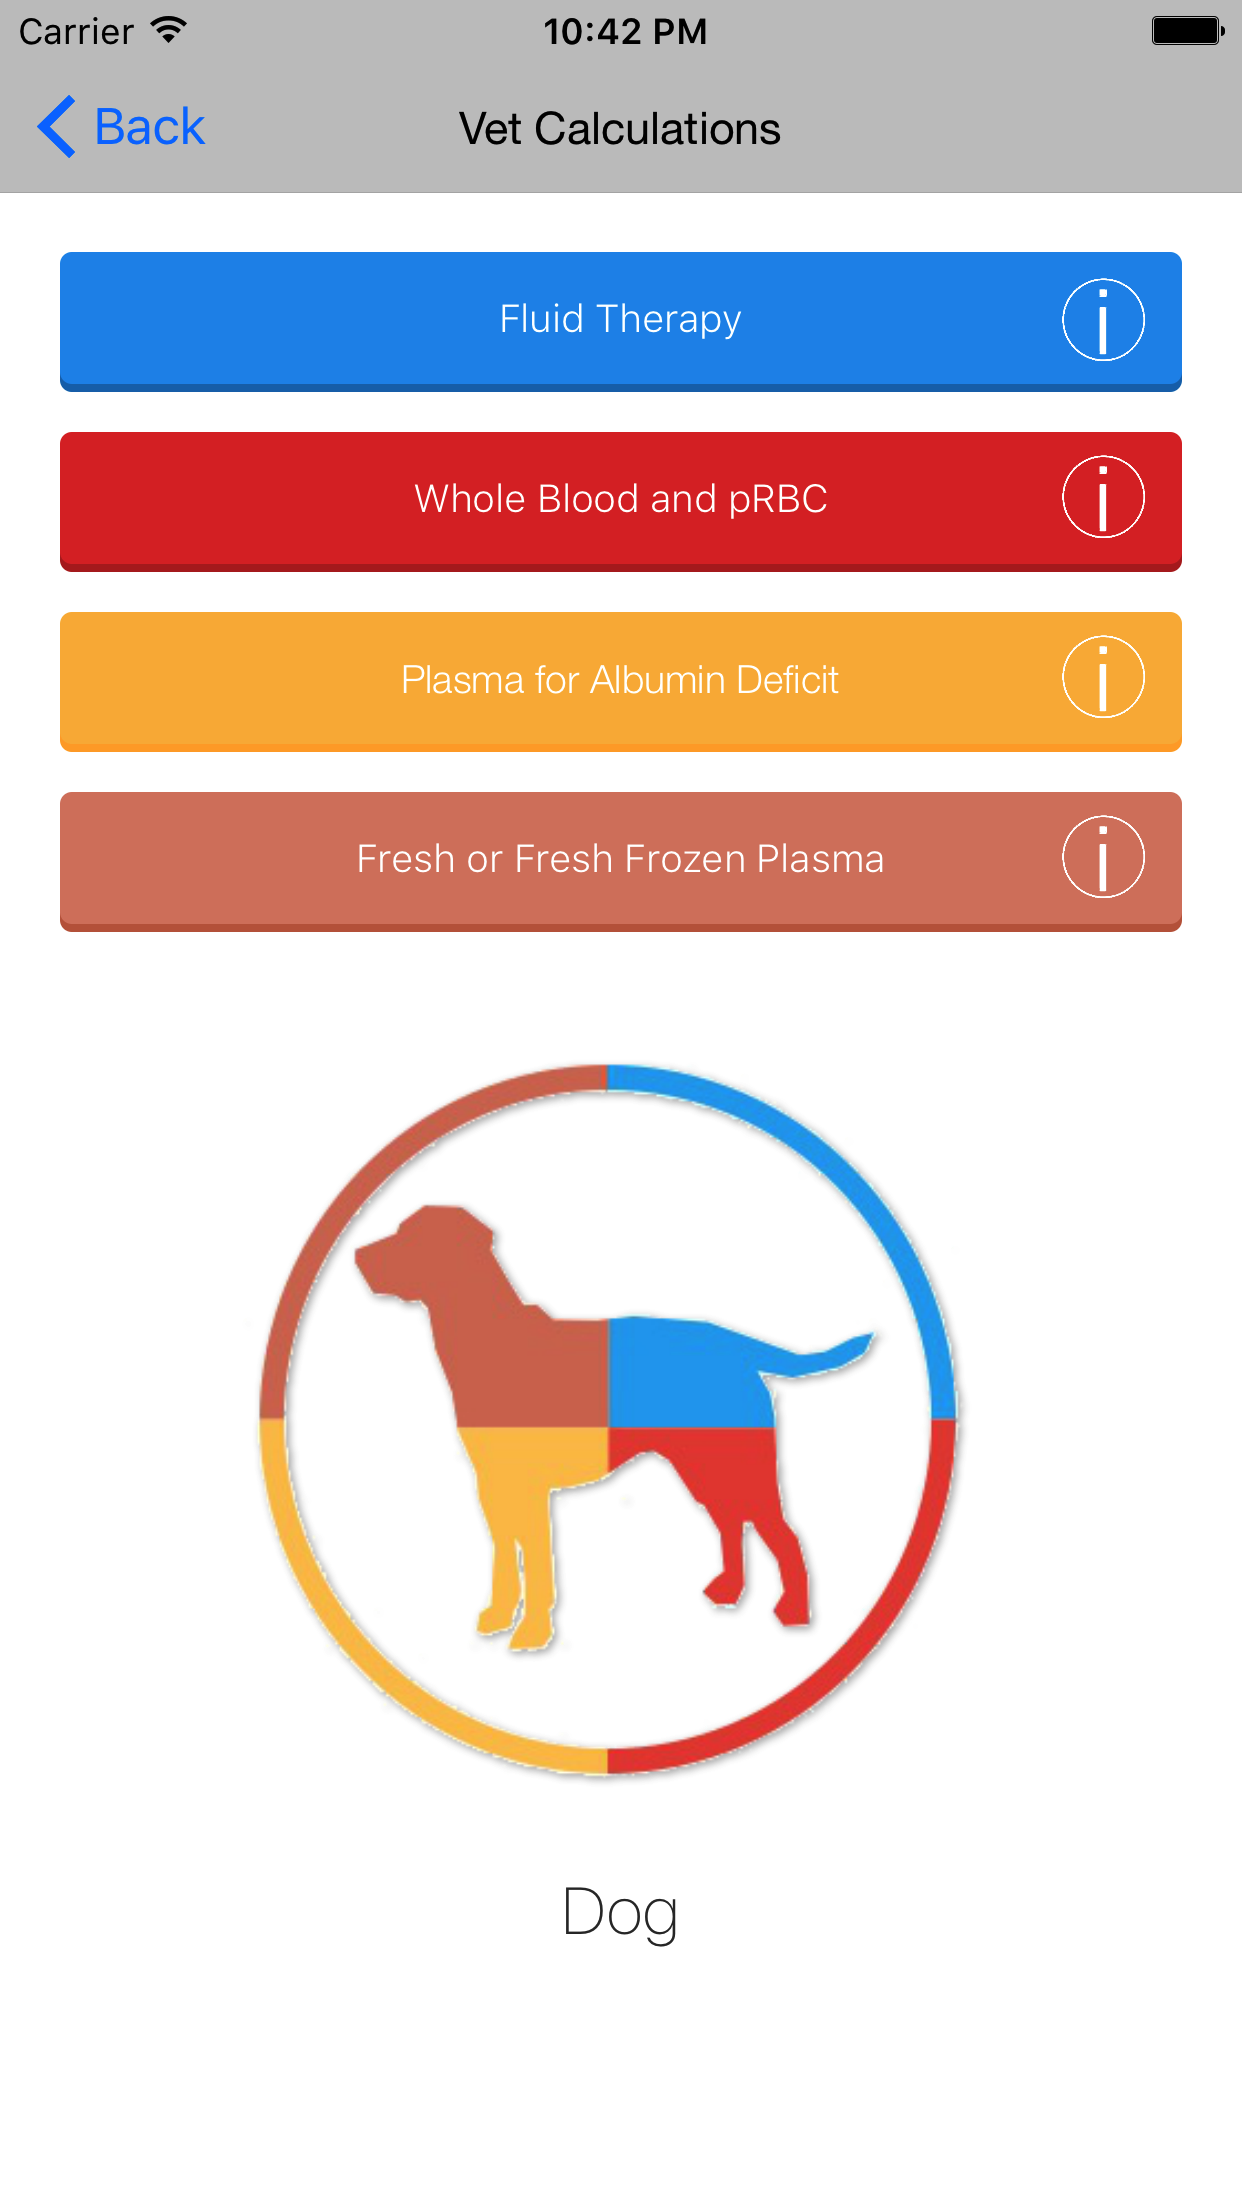 Carrier 10:42 PM
Back Vet Calculations
Fluid Therapy
Whole Blood and pRBC
Plasma for Albumin Deficit
Fresh or Fresh Frozen Plasma
Dog